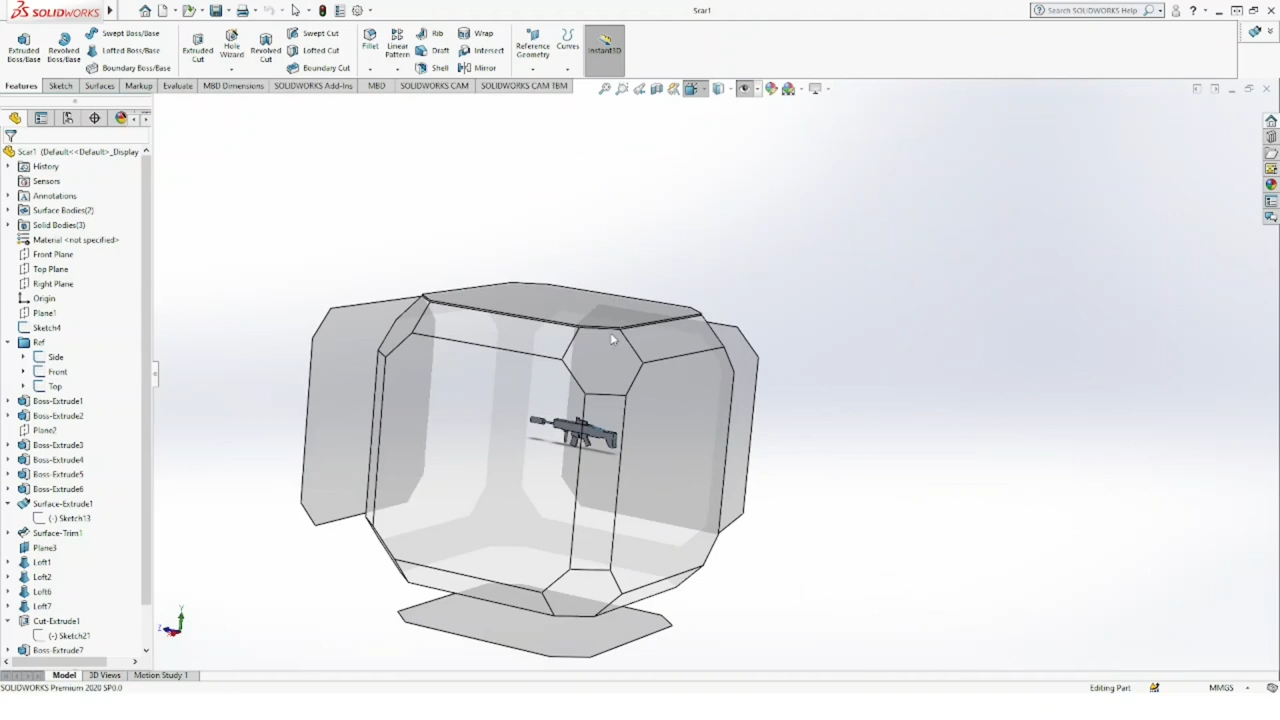 SOLIDWORKS
Scar1
Search SOLIDWORKS Help
Extruded Boss/Base
Revolved Boss/Base
Swept Boss/Base
Lofted Boss/Base
Boundary Boss/Base
Extruded Cut
Hole Wizard
Revolved Cut
Swept Cut
Lofted Cut
Boundary Cut
Fillet
Linear Pattern
Rib
Draft
Shell
Wrap
Intersect
Mirror
Reference Geometry
Curves
Instant3D
Features Sketch Surfaces Markup Evaluate MBD Dimensions SOLIDWORKS Add-Ins MBD SOLIDWORKS CAM SOLIDWORKS CAM TBM
Scar1 (Default<<Default>_Display
History
Sensors
Annotations
Surface Bodies(7)
Solid Bodies(3)
Material <not specified>
Front Plane
Top Plane
Right Plane
Origin
Plane1
Sketch4
Ref
Side
Front
Top
Boss-Extrude1
Boss-Extrude2
Plane2
Boss-Extrude3
Boss-Extrude4
Boss-Extrude5
Boss-Extrude6
Surface-Extrude1
(-) Sketch13
Surface-Trim1
Plane3
Loft1
Loft2
Loft6
Loft7
Cut-Extrude1
(-) Sketch21
Boss-Extrude7
Y
Z
Model 3D Views Motion Study 1
SOLIDWORKS Premium 2020 SP0.0 Editing Part MMGS